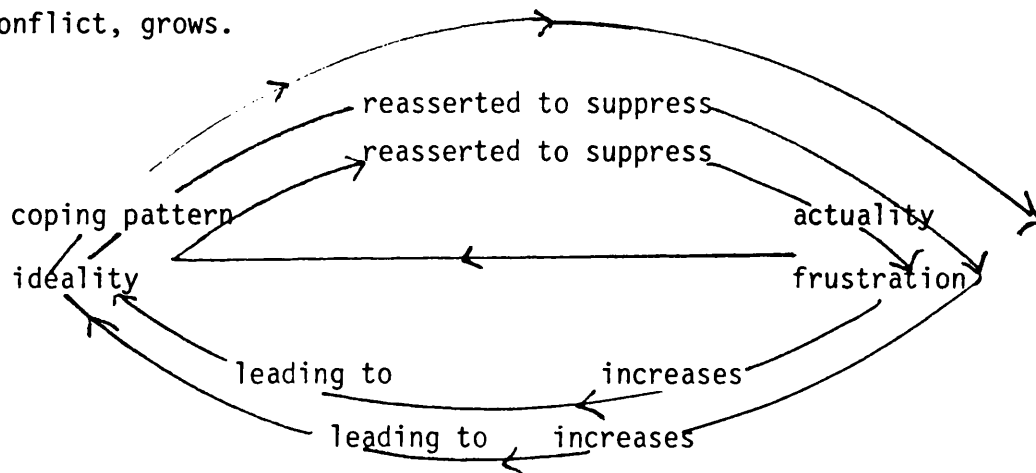 onflict, grows.
reasserted to suppress
reasserted to suppress
coping pattern actuality
ideality frustration
leading to increases
leading to increases